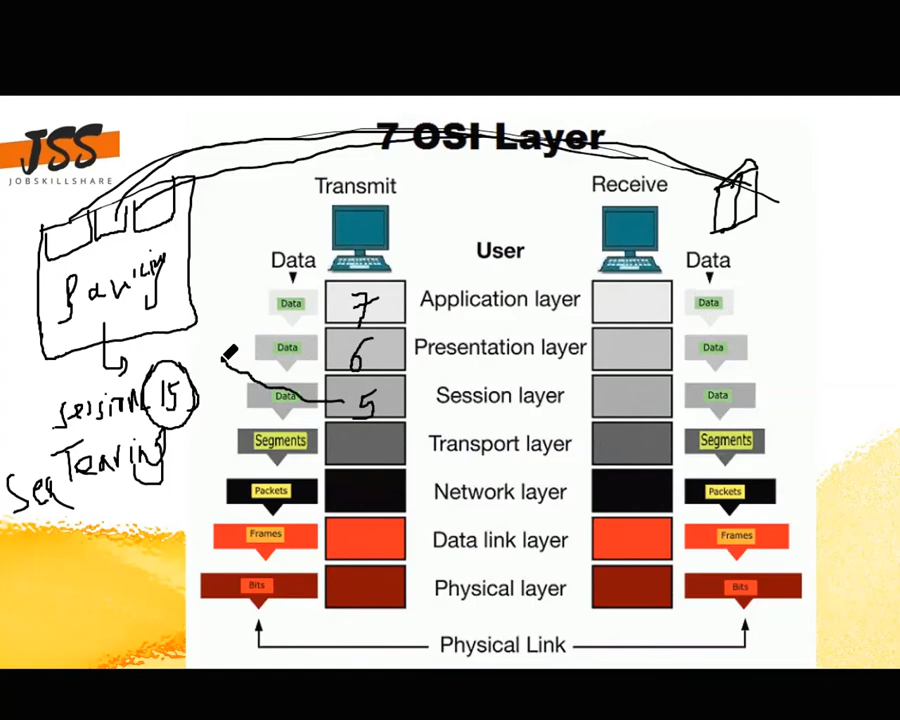 7 OSI Layer
JSS
JOBSKILLSHARE
Transmit
Receive
User
Data
Data
Data
7
Application layer
Data
Data
6
Presentation layer
Data
Data
5
Session layer
Data
Segments
Transport layer
Segments
Packets
Network layer
Packets
Frames
Data link layer
Frames
Bits
Physical layer
Bits
Physical Link
session 15